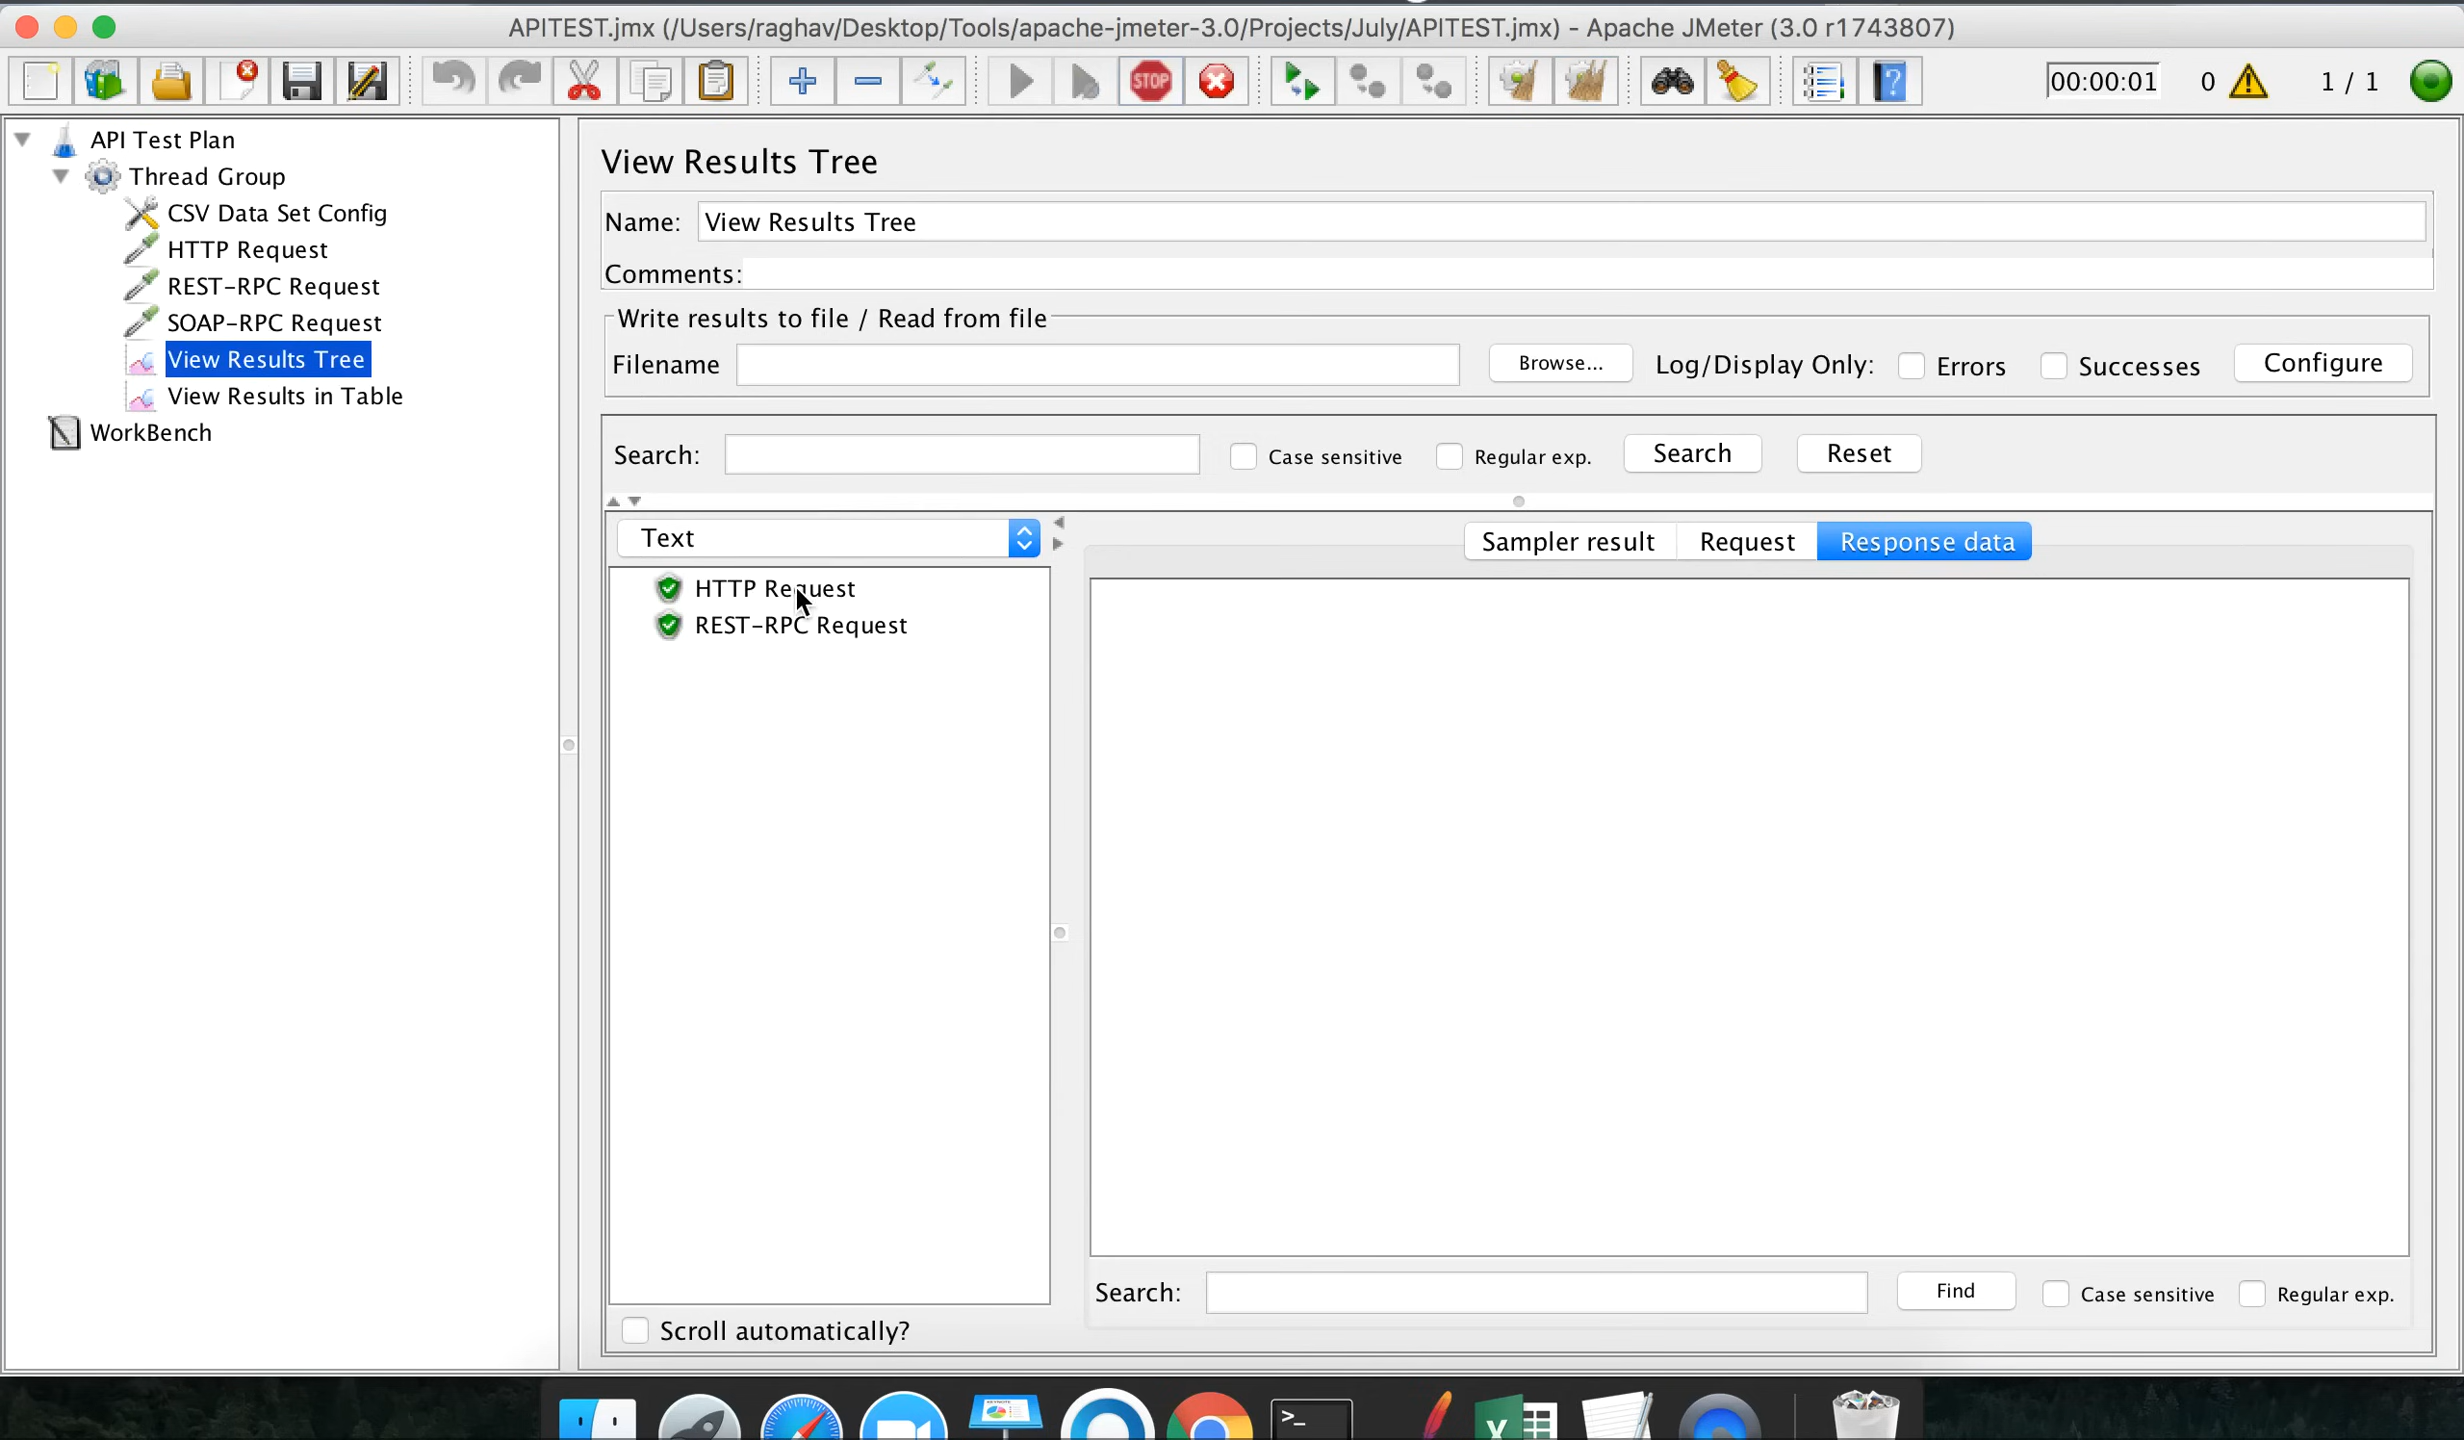 APITEST.jmx (/Users/raghav/Desktop/Tools/apache-jmeter-3.0/Projects/July/APITEST.jmx) - Apache JMeter (3.0 r1743807)
STOP
00:00:01 0 1 / 1
API Test Plan
Thread Group
CSV Data Set Config
HTTP Request
REST-RPC Request
SOAP-RPC Request
View Results Tree
View Results in Table
WorkBench
View Results Tree
Name: View Results Tree
Comments:
Write results to file / Read from file
Filename Browse... Log/Display Only: Errors Successes Configure
Search: Case sensitive Regular exp. Search Reset
Text
Sampler result Request Response data
HTTP Request
REST-RPC Request
Search: Find Case sensitive Regular exp.
Scroll automatically?